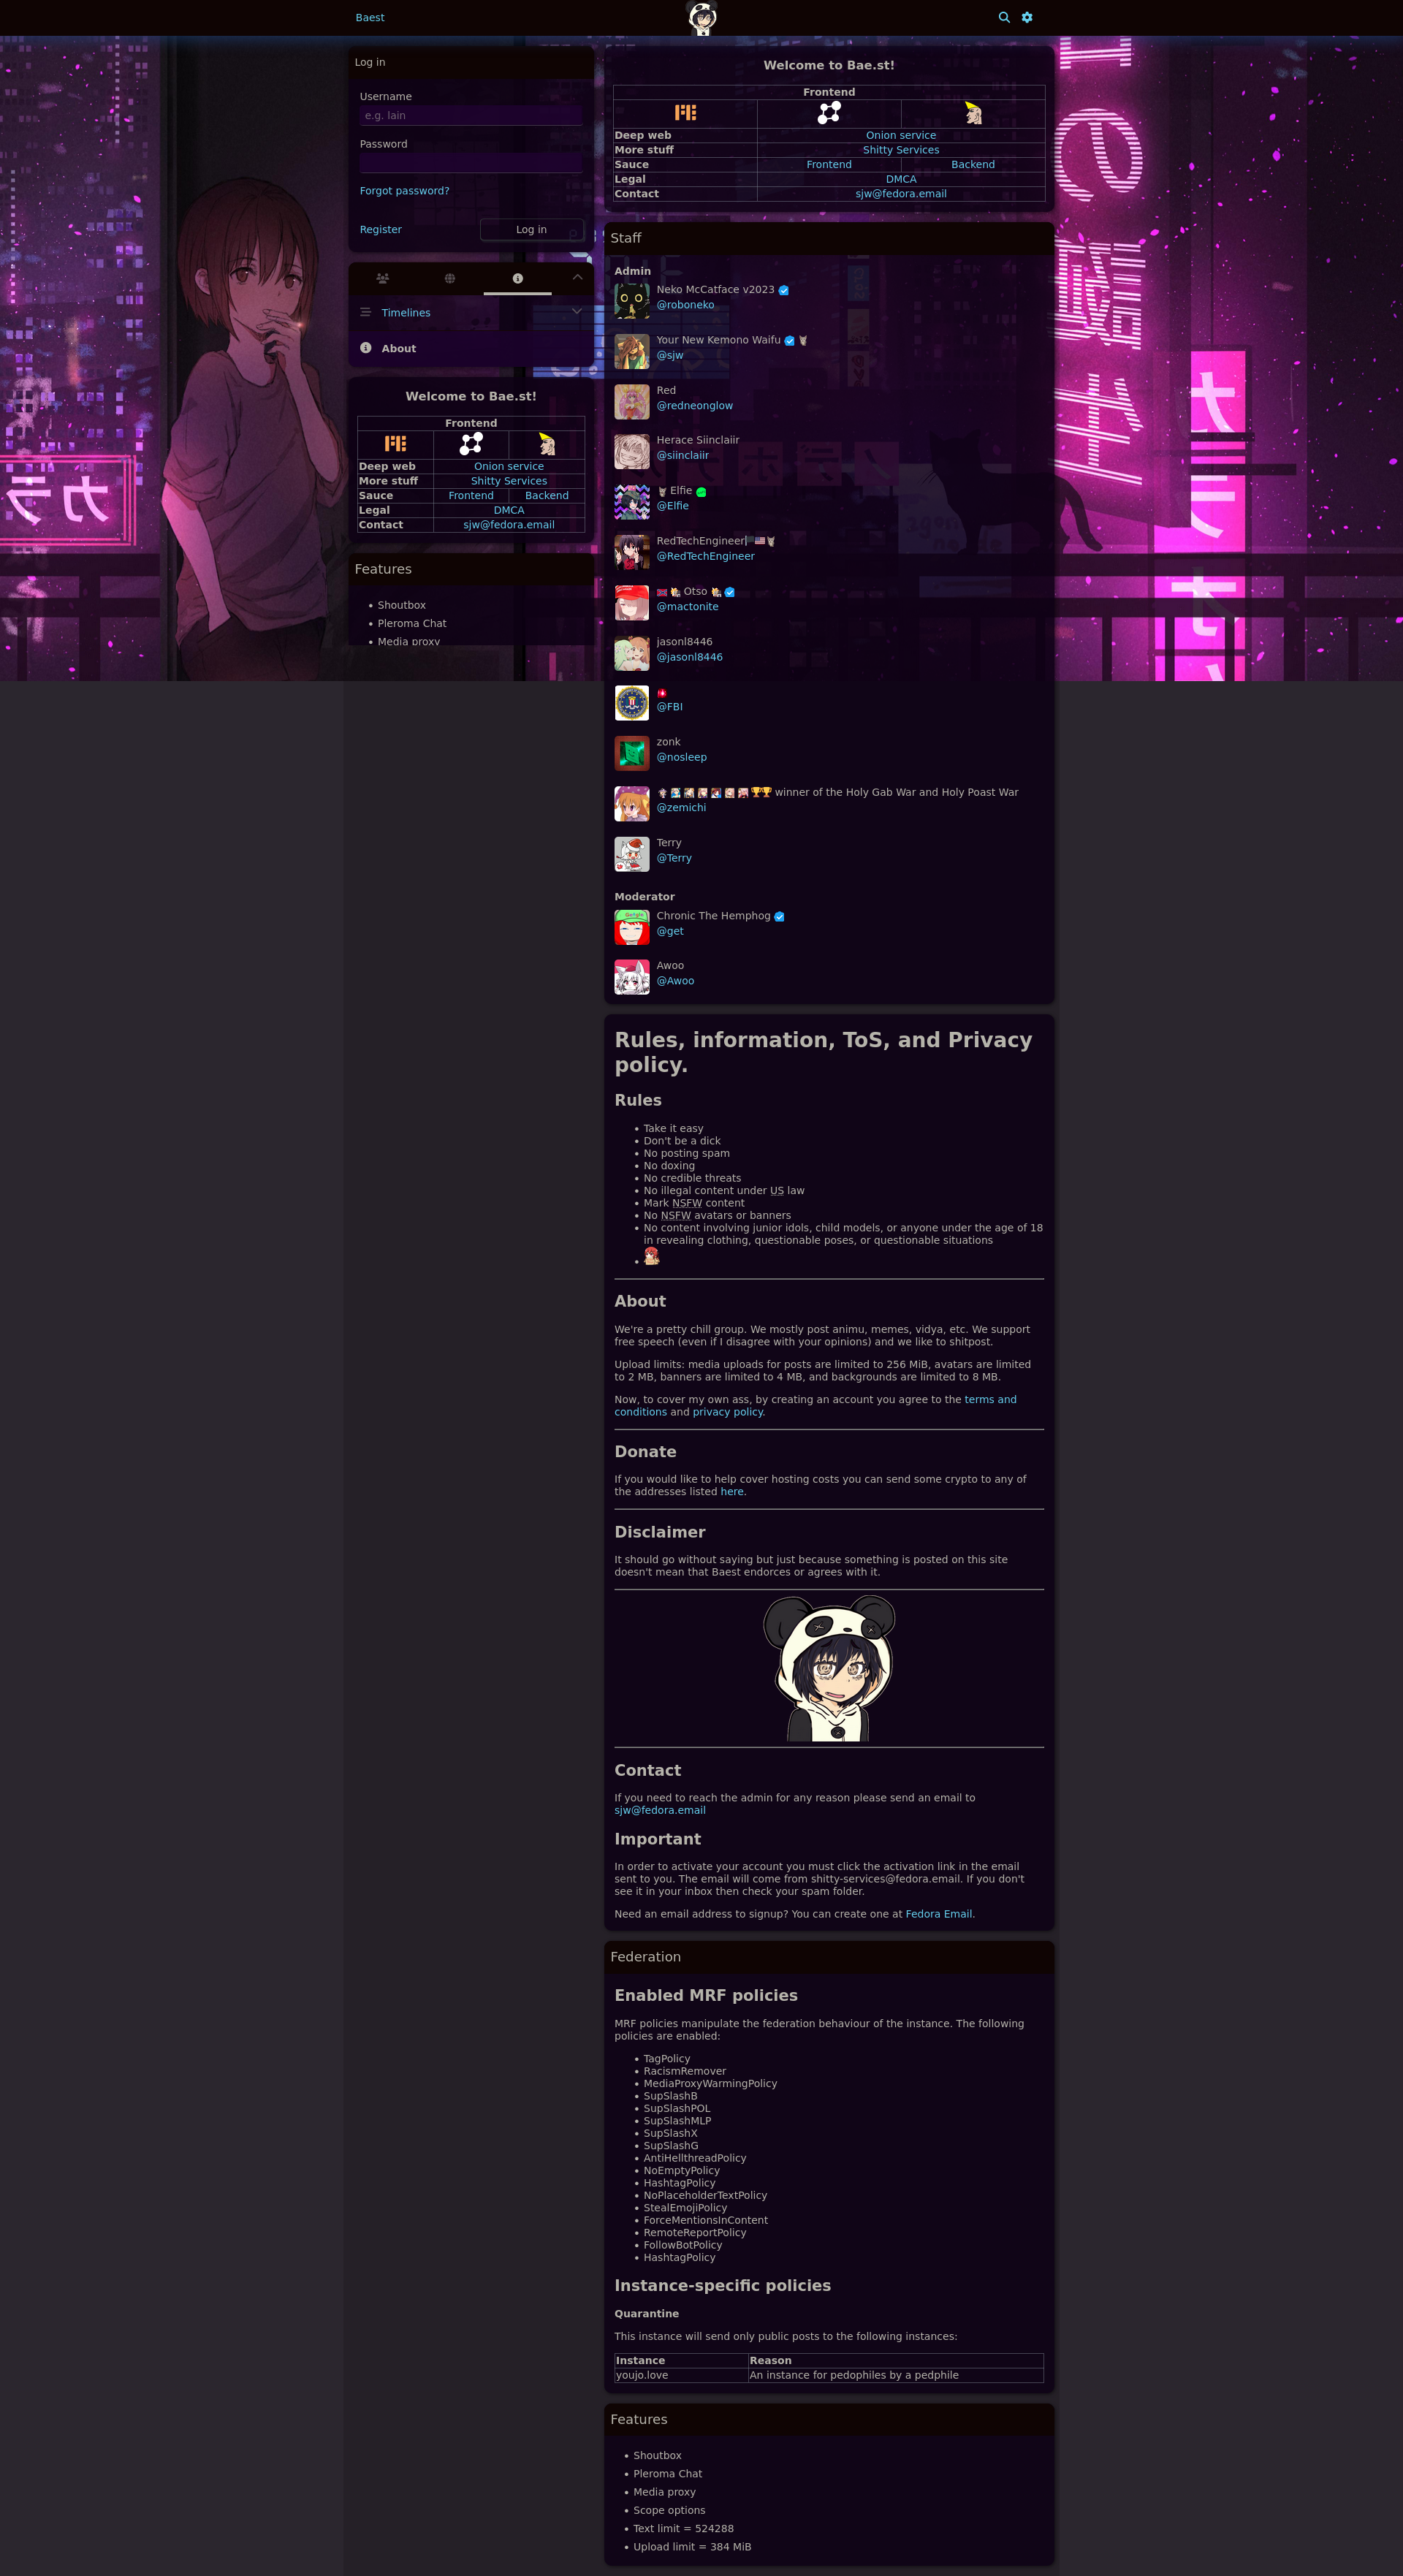 Baest
Log in
Username
e.g. lain
Password
Forgot password?
Register
Log in
Timelines
About
Welcome to Bae.st!
Frontend
Deep web Onion service
More stuff Shitty Services
Sauce Frontend Backend
Legal DMCA
Contact sjw@fedora.email
Features
Shoutbox
Pleroma Chat
Media proxy
カラ
Welcome to Bae.st!
Frontend
Deep web Onion service
More stuff Shitty Services
Sauce Frontend Backend
Legal DMCA
Contact sjw@fedora.email
Staff
Admin
Neko McCatface v2023
@roboneko
Your New Kemono Waifu
@sjw
Red
@redneonglow
Herace Siinclaiir
@siinclaiir
Elfie
@Elfie
RedTechEngineer
@RedTechEngineer
Otso
@mactonite
jasonl8446
@jasonl8446
@FBI
zonk
@nosleep
winner of the Holy Gab War and Holy Poast War
@zemichi
Terry
@Terry
Moderator
Chronic The Hemphog
@get
Awoo
@Awoo
Rules, information, ToS, and Privacy
policy.
Rules
Take it easy
Don't be a dick
No posting spam
No doxing
No credible threats
No illegal content under US law
Mark NSFW content
No NSFW avatars or banners
No content involving junior idols, child models, or anyone under the age of 18
in revealing clothing, questionable poses, or questionable situations
About
We're a pretty chill group. We mostly post animu, memes, vidya, etc. We support
free speech (even if I disagree with your opinions) and we like to shitpost.
Upload limits: media uploads for posts are limited to 256 MiB, avatars are limited
to 2 MB, banners are limited to 4 MB, and backgrounds are limited to 8 MB.
Now, to cover my own ass, by creating an account you agree to the terms and
conditions and privacy policy.
Donate
If you would like to help cover hosting costs you can send some crypto to any of
the addresses listed here.
Disclaimer
It should go without saying but just because something is posted on this site
doesn't mean that Baest endorces or agrees with it.
Contact
If you need to reach the admin for any reason please send an email to
sjw@fedora.email
Important
In order to activate your account you must click the activation link in the email
sent to you. The email will come from shitty-services@fedora.email. If you don't
see it in your inbox then check your spam folder.
Need an email address to signup? You can create one at Fedora Email.
Federation
Enabled MRF policies
MRF policies manipulate the federation behaviour of the instance. The following
policies are enabled:
TagPolicy
RacismRemover
MediaProxyWarmingPolicy
SupSlashB
SupSlashPOL
SupSlashMLP
SupSlashX
SupSlashG
AntiHellthreadPolicy
NoEmptyPolicy
HashtagPolicy
NoPlaceholderTextPolicy
StealEmojiPolicy
ForceMentionsInContent
RemoteReportPolicy
FollowBotPolicy
HashtagPolicy
Instance-specific policies
Quarantine
This instance will send only public posts to the following instances:
Instance Reason
youjo.love An instance for pedophiles by a pedphile
Features
Shoutbox
Pleroma Chat
Media proxy
Scope options
Text limit = 524288
Upload limit = 384 MiB